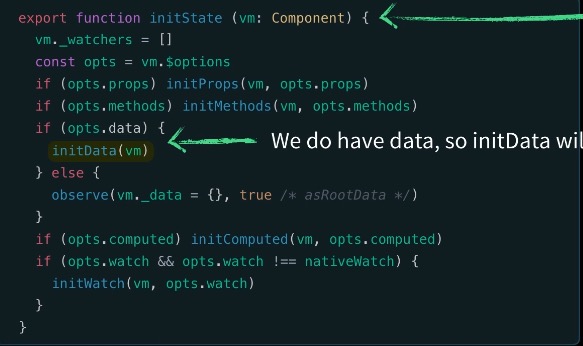 export function initState (vm: Component) {
  vm._watchers = []
  const opts = vm.$options
  if (opts.props) initProps(vm, opts.props)
  if (opts.methods) initMethods(vm, opts.methods)
  if (opts.data) {
    initData(vm)
We do have data, so initData wil
  } else {
    observe(vm._data = {}, true /* asRootData */)
  }
  if (opts.computed) initComputed(vm, opts.computed)
  if (opts.watch && opts.watch !== nativeWatch) {
    initWatch(vm, opts.watch)
  }
}